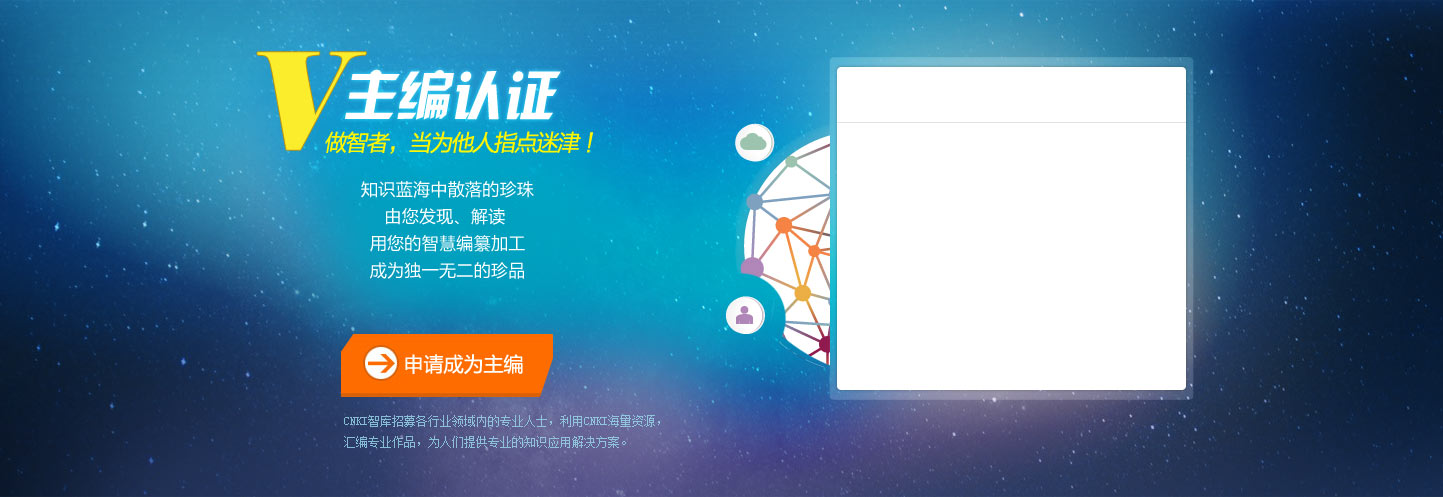 V主编认证
做智者，当为他人指点迷津！
知识蓝海中散落的珍珠
由您发现、解读
用您的智慧编纂加工
成为独一无二的珍品
申请成为主编
CNKI智库招募各行业领域内的专业人士，利用CNKI海量资源，
汇编专业作品，为人们提供专业的知识应用解决方案。